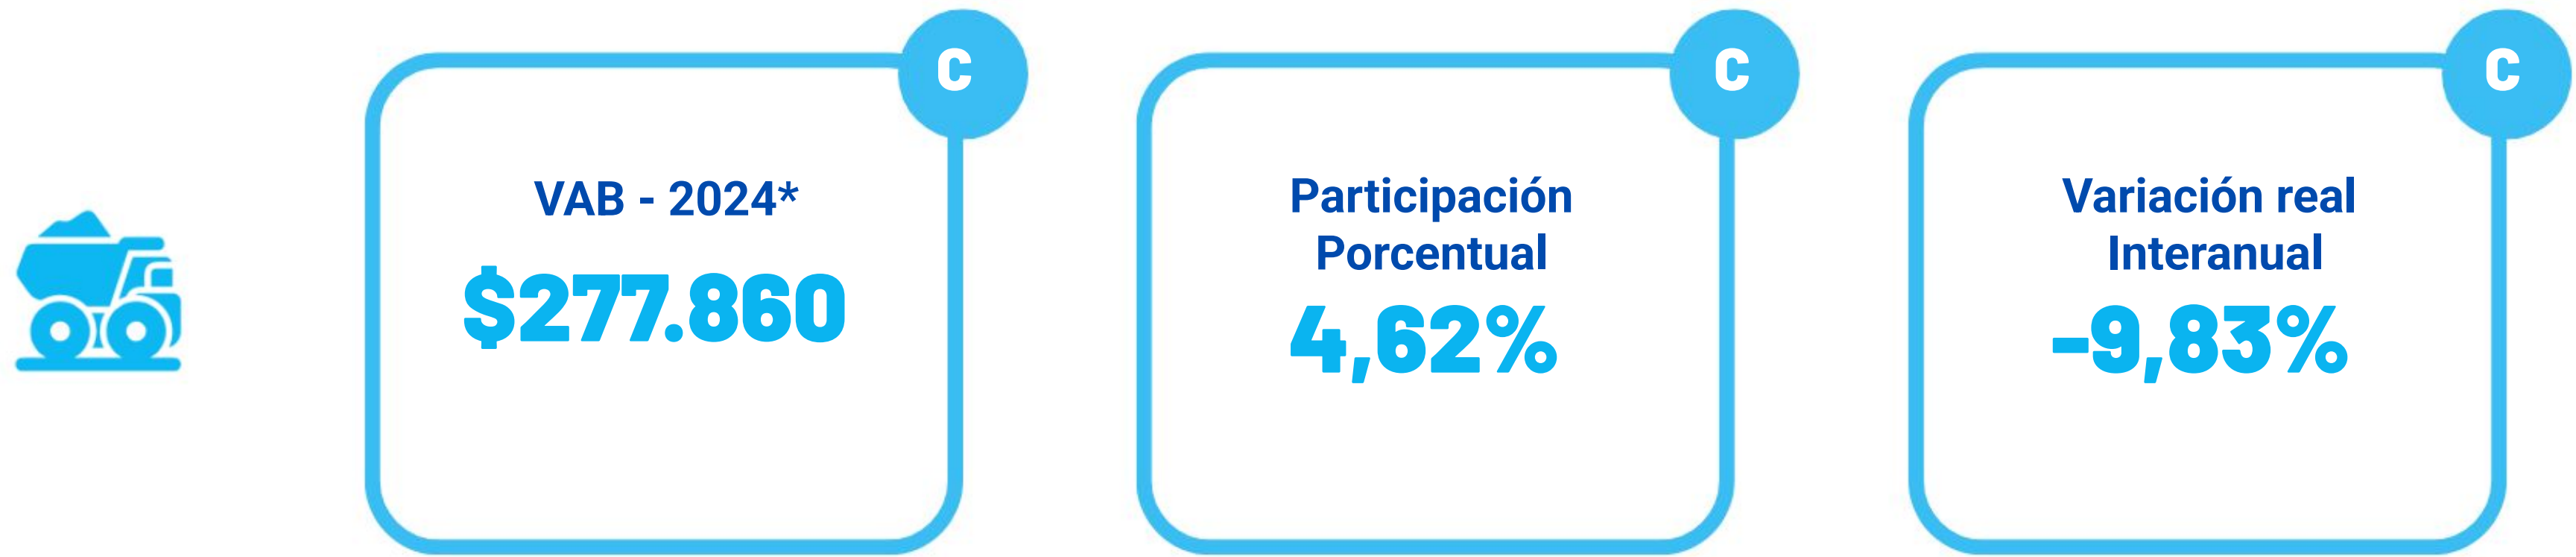 C
VAB - 2024*
$277.860
C
Participación
Porcentual
4,62%
C
Variación real
Interanual
-9,83%